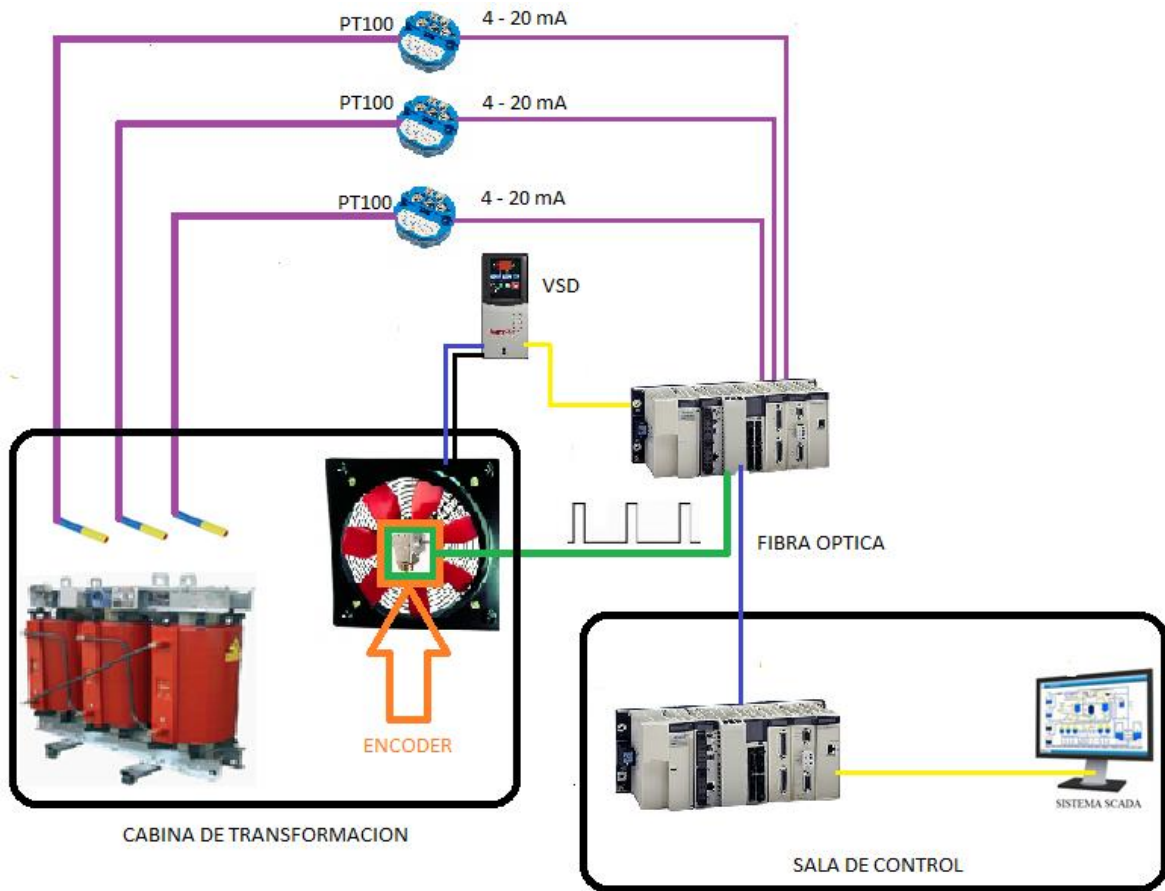 PT100
4 - 20 mA
PT100
4 - 20 mA
PT100
4 - 20 mA
VSD
FIBRA OPTICA
ENCODER
SISTEMA SCADA
CABINA DE TRANSFORMACION
SALA DE CONTROL